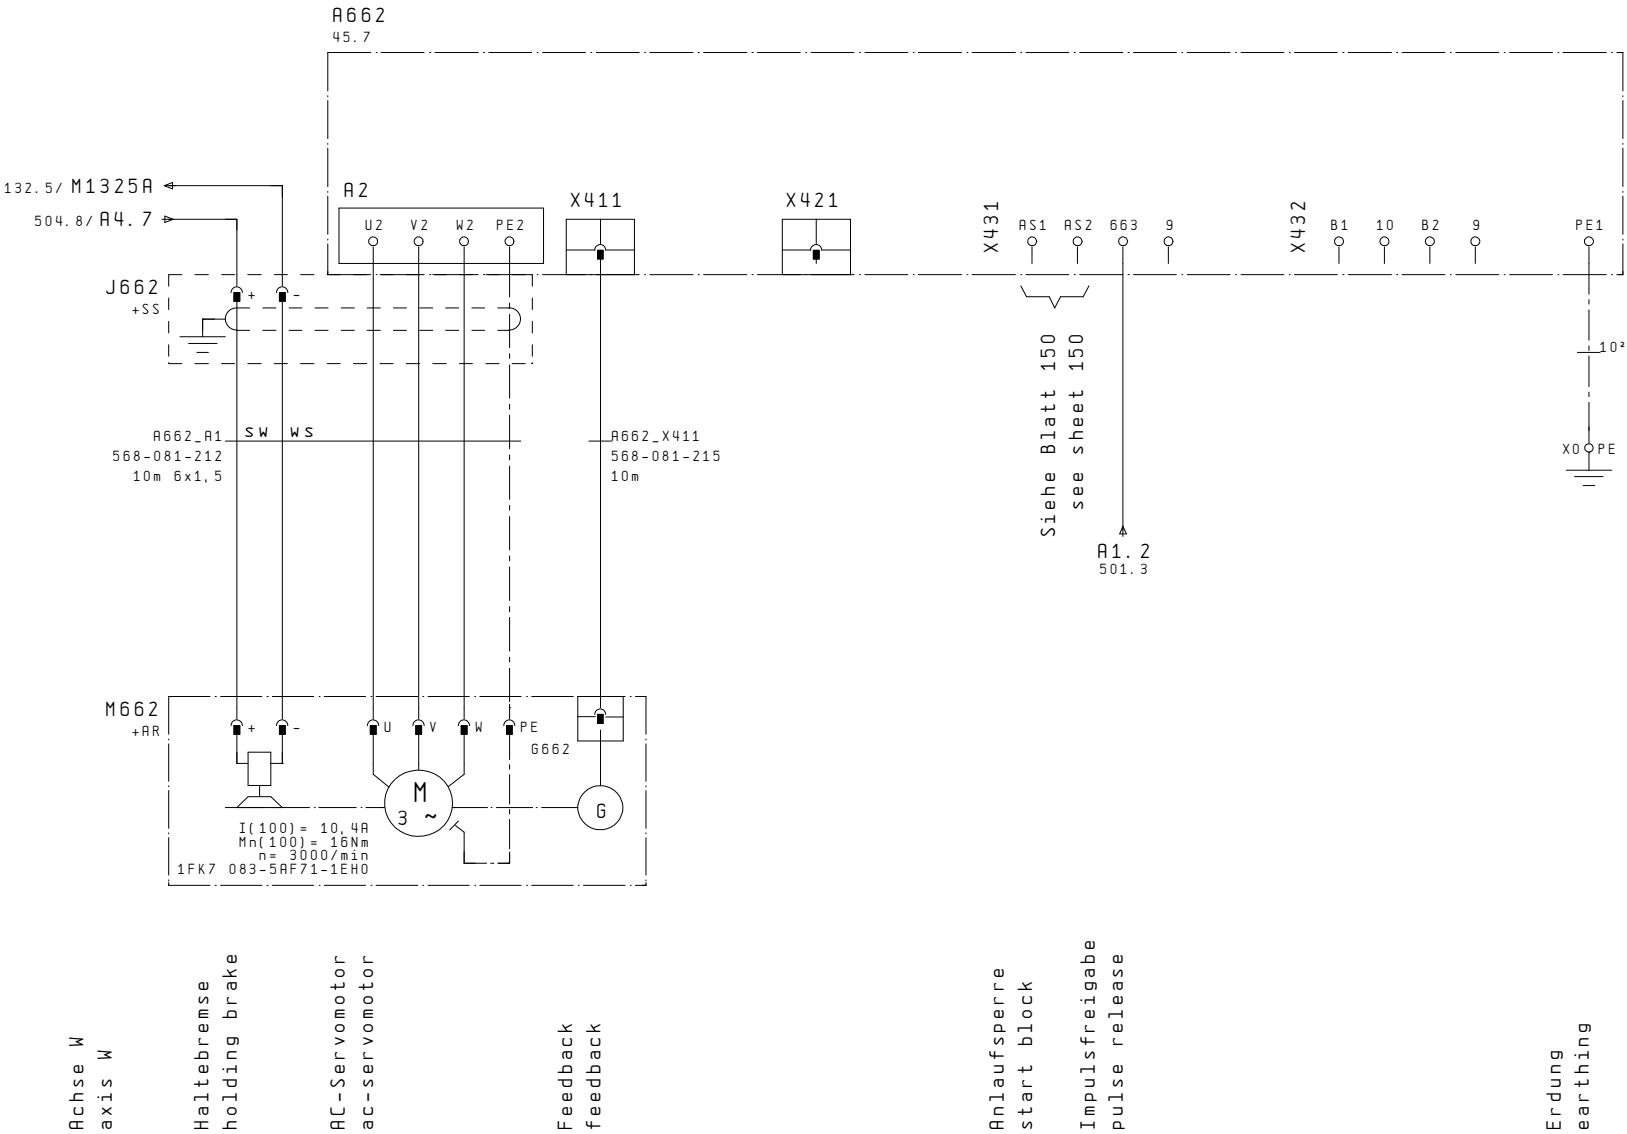 A662
45.7
132.5/ M1325A
504.8/ A4.7
A2
U2 V2 W2 PE2
X411
X421
X431
AS1 AS2 663 9
X432
B1 10 B2 9
PE1
J662
+SS
+ -
Siehe Blatt 150
see sheet 150
10²
A662_A1
SW WS
568-081-212
10m 6x1,5
A662_X411
568-081-215
10m
X0 PE
A1.2
501.3
M662
+AR
+ - U V W PE
G662
M
3 ~
G
I(100)= 10,4A
Mn(100)= 16Nm
n= 3000/min
1FK7 083-5AF71-1EH0
Achse W
axis W
Haltebremse
holding brake
AC-Servomotor
ac-servomotor
Feedback
feedback
Anlaufsperre
start block
Impulsfreigabe
pulse release
Erdung
earthing